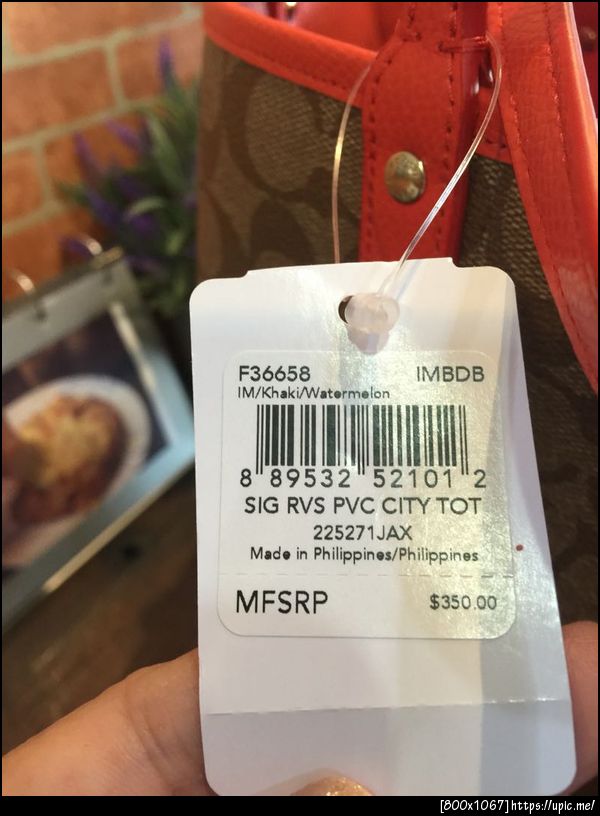 F36658 IMBDB
IM/Khaki/Watermelon
8 89532 52101 2
SIG RVS PVC CITY TOT
225271JAX
Made in Philippines/Philippines
MFSRP $350.00
[800x1067]https://upic.me/